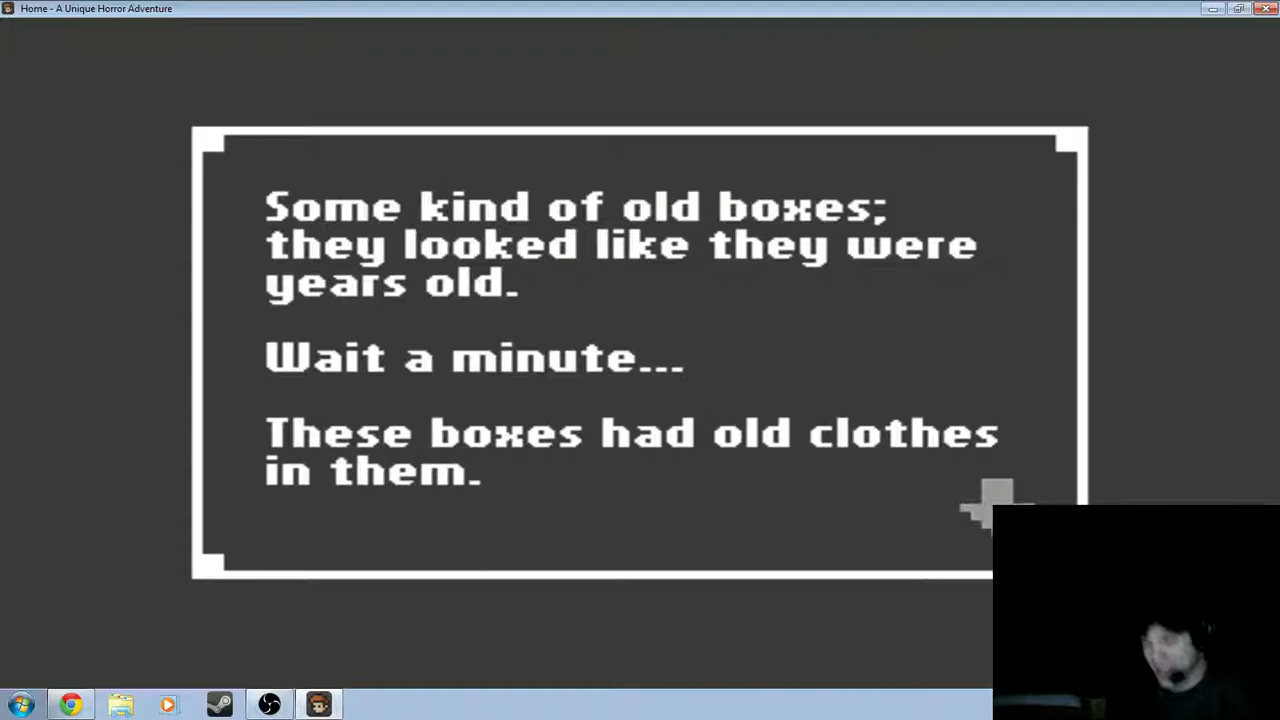 Home - A Unique Horror Adventure
Some kind of old boxes;
they looked like they were
years old.
Wait a minute...
These boxes had old clothes
in them.